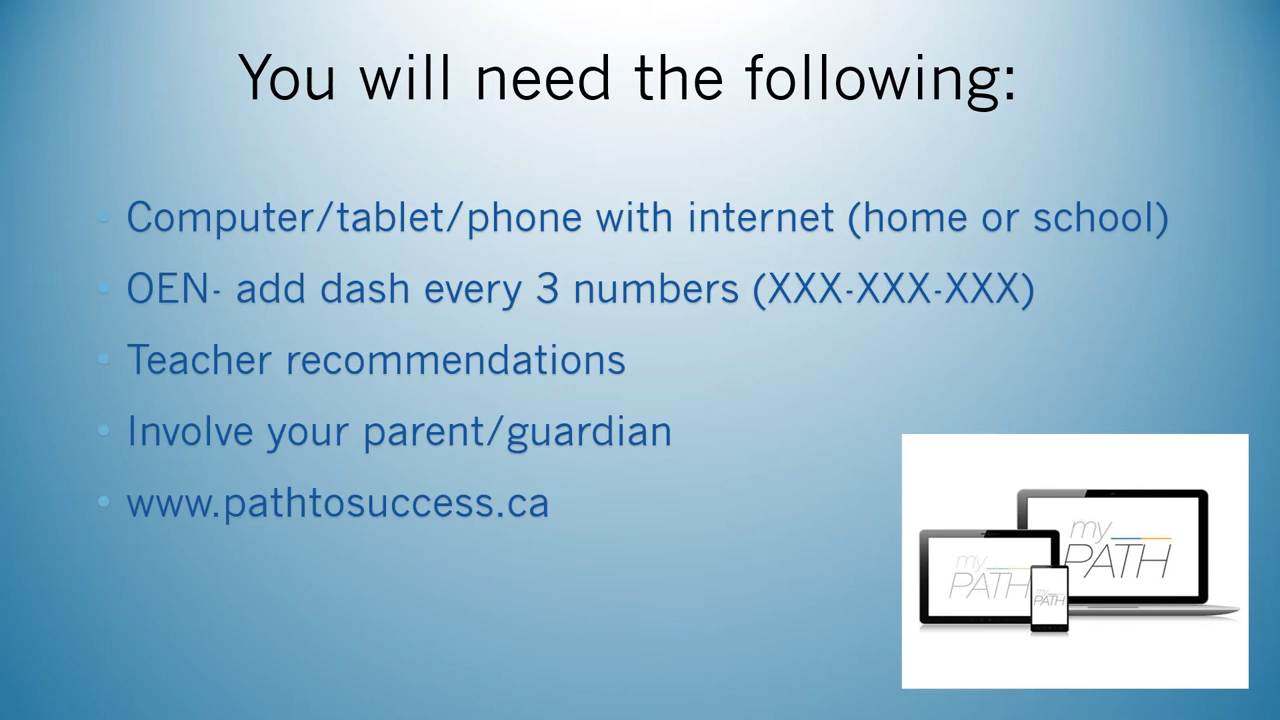 You will need the following:
• Computer/tablet/phone with internet (home or school)
• OEN- add dash every 3 numbers (XXX-XXX-XXX)
• Teacher recommendations
• Involve your parent/guardian
• www.pathtosuccess.ca
my
PATH
my
PATH
my
PATH